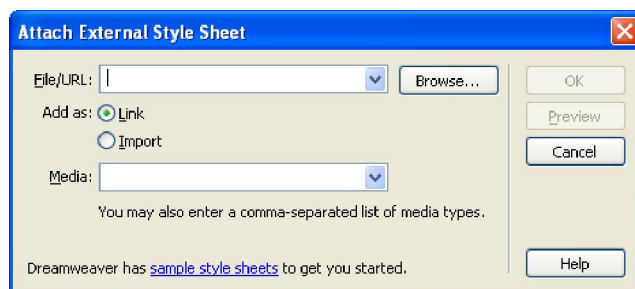 Attach External Style Sheet
File/URL: Browse... OK
Add as: Link Preview
Import Cancel
Media:
You may also enter a comma-separated list of media types.
Dreamweaver has sample style sheets to get you started. Help